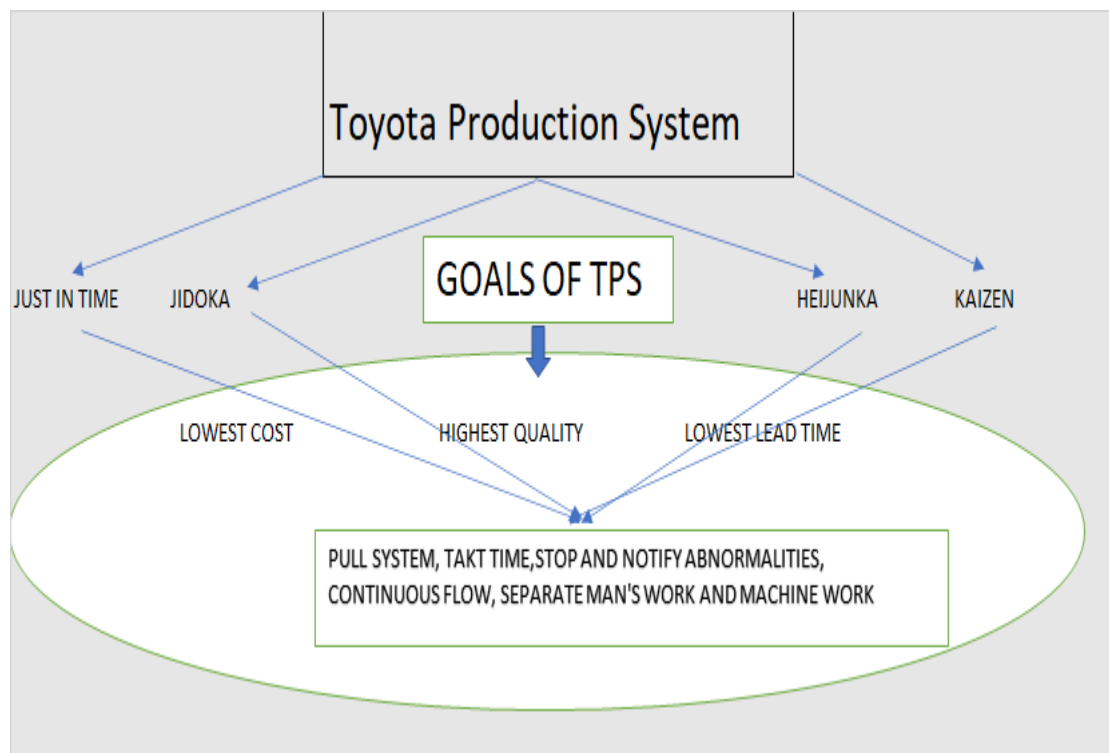 Toyota Production System
GOALS OF TPS
JUST IN TIME
JIDOKA
HEIJUNKA
KAIZEN
LOWEST COST
HIGHEST QUALITY
LOWEST LEAD TIME
PULL SYSTEM, TAKT TIME,STOP AND NOTIFY ABNORMALITIES,
CONTINUOUS FLOW, SEPARATE MAN'S WORK AND MACHINE WORK